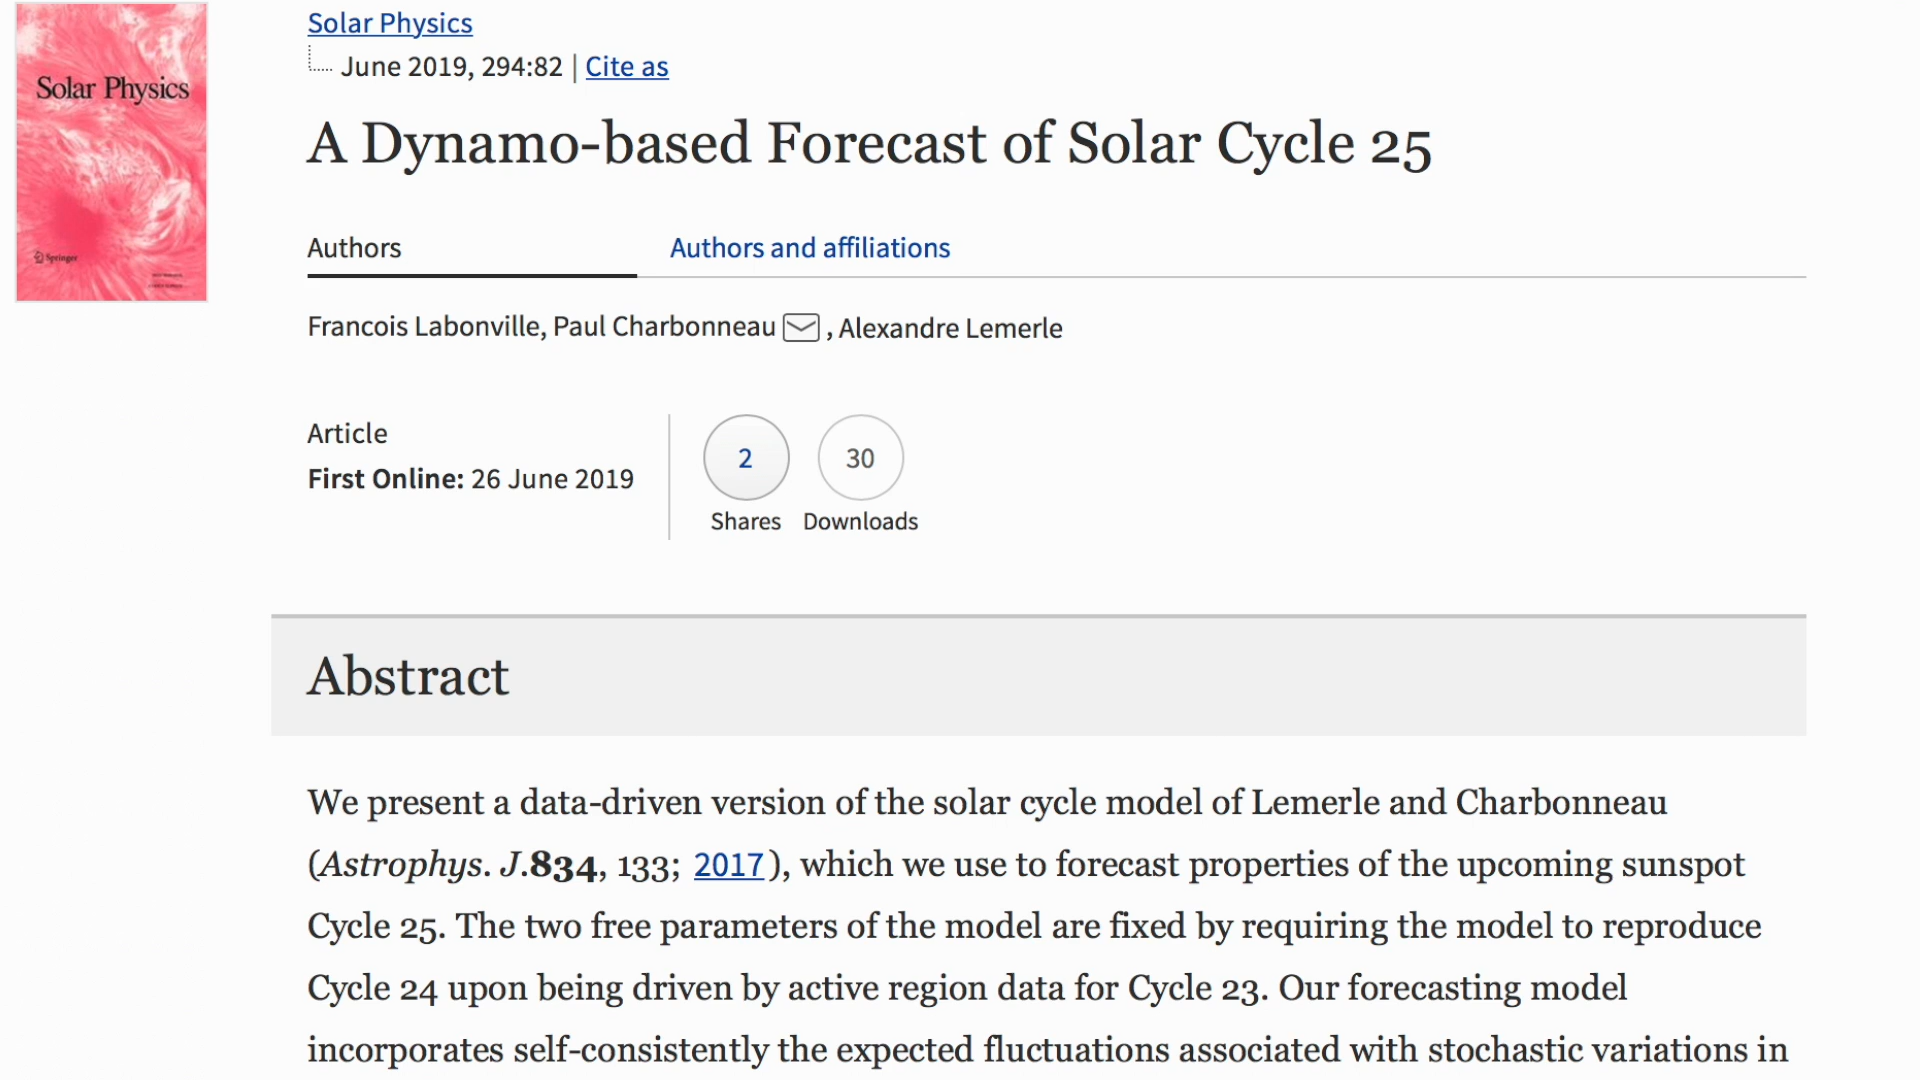 Solar Physics
June 2019, 294:82 | Cite as
Solar Physics
A Dynamo-based Forecast of Solar Cycle 25
Authors
Authors and affiliations
Springer
Francois Labonville, Paul Charbonneau , Alexandre Lemerle
Article
First Online: 26 June 2019
2
30
Shares
Downloads
Abstract
We present a data-driven version of the solar cycle model of Lemerle and Charbonneau
(Astrophys. J.834, 133; 2017), which we use to forecast properties of the upcoming sunspot
Cycle 25. The two free parameters of the model are fixed by requiring the model to reproduce
Cycle 24 upon being driven by active region data for Cycle 23. Our forecasting model
incorporates self-consistently the expected fluctuations associated with stochastic variations in